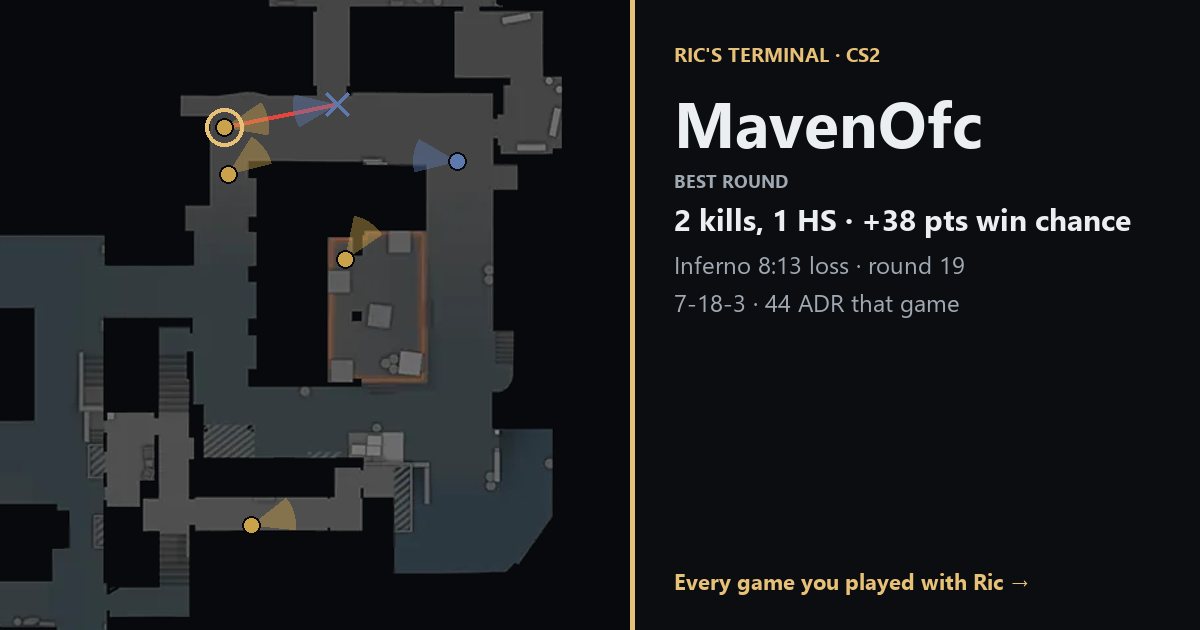 RIC'S TERMINAL · CS2
MavenOfc
BEST ROUND
2 kills, 1 HS · +38 pts win chance
Inferno 8:13 loss · round 19
7-18-3 · 44 ADR that game
Every game you played with Ric →